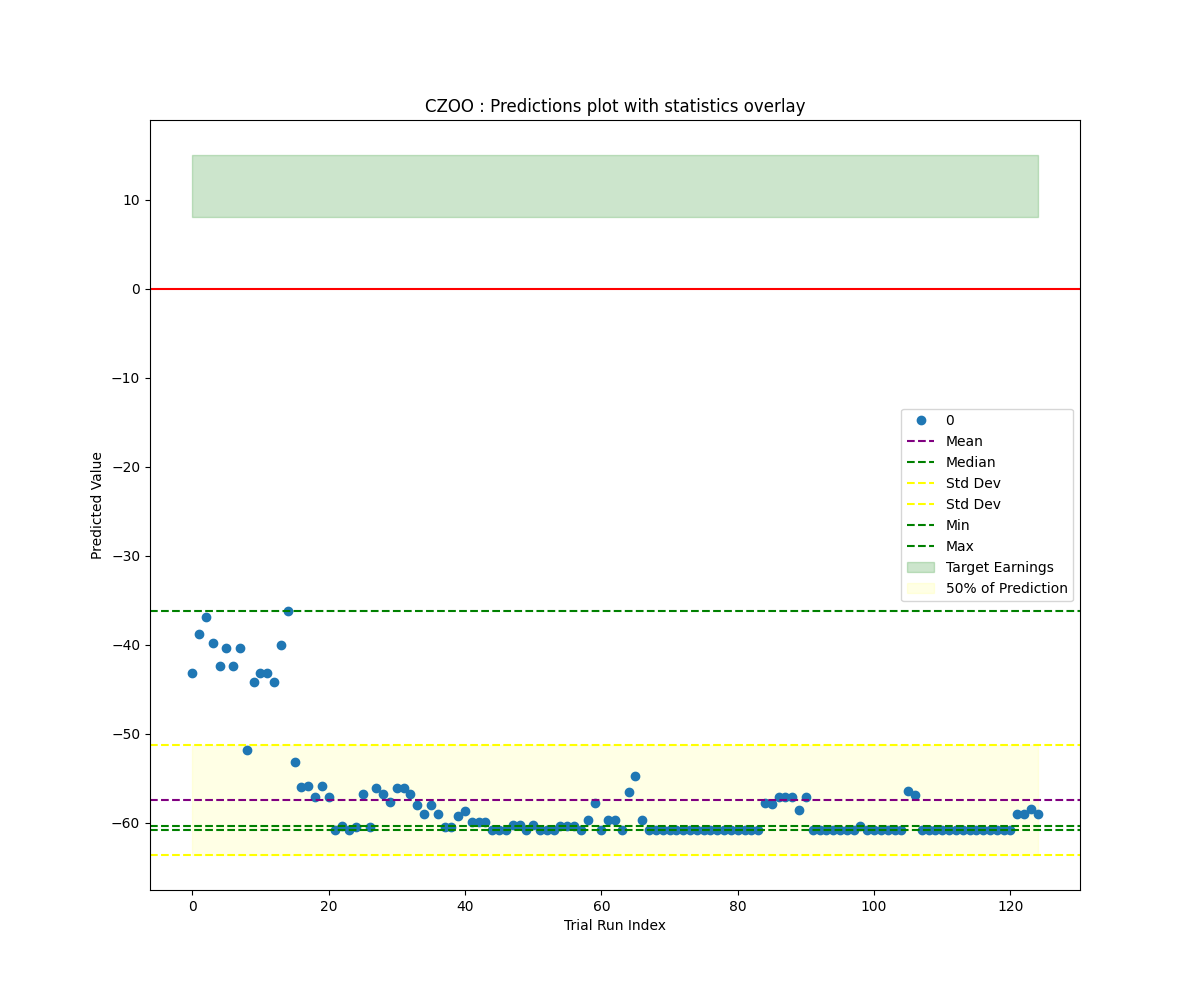 CZOO : Predictions plot with statistics overlay
10
0
−10
−20
−30
−40
−50
−60
Predicted Value
0
Mean
Median
Std Dev
Std Dev
Min
Max
Target Earnings
50% of Prediction
0
20
40
60
80
100
120
Trial Run Index